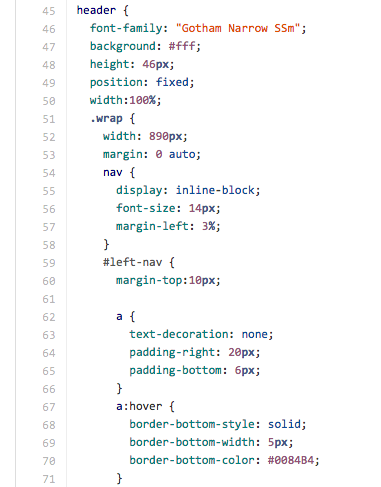 45 header {
46 font-family: "Gotham Narrow SSm";
47 background: #fff;
48 height: 46px;
49 position: fixed;
50 width:100%;
51 .wrap {
52 width: 890px;
53 margin: 0 auto;
54 nav {
55 display: inline-block;
56 font-size: 14px;
57 margin-left: 3%;
58 }
59 #left-nav {
60 margin-top:10px;
61
62 a {
63 text-decoration: none;
64 padding-right: 20px;
65 padding-bottom: 6px;
66 }
67 a:hover {
68 border-bottom-style: solid;
69 border-bottom-width: 5px;
70 border-bottom-color: #0084B4;
71 }